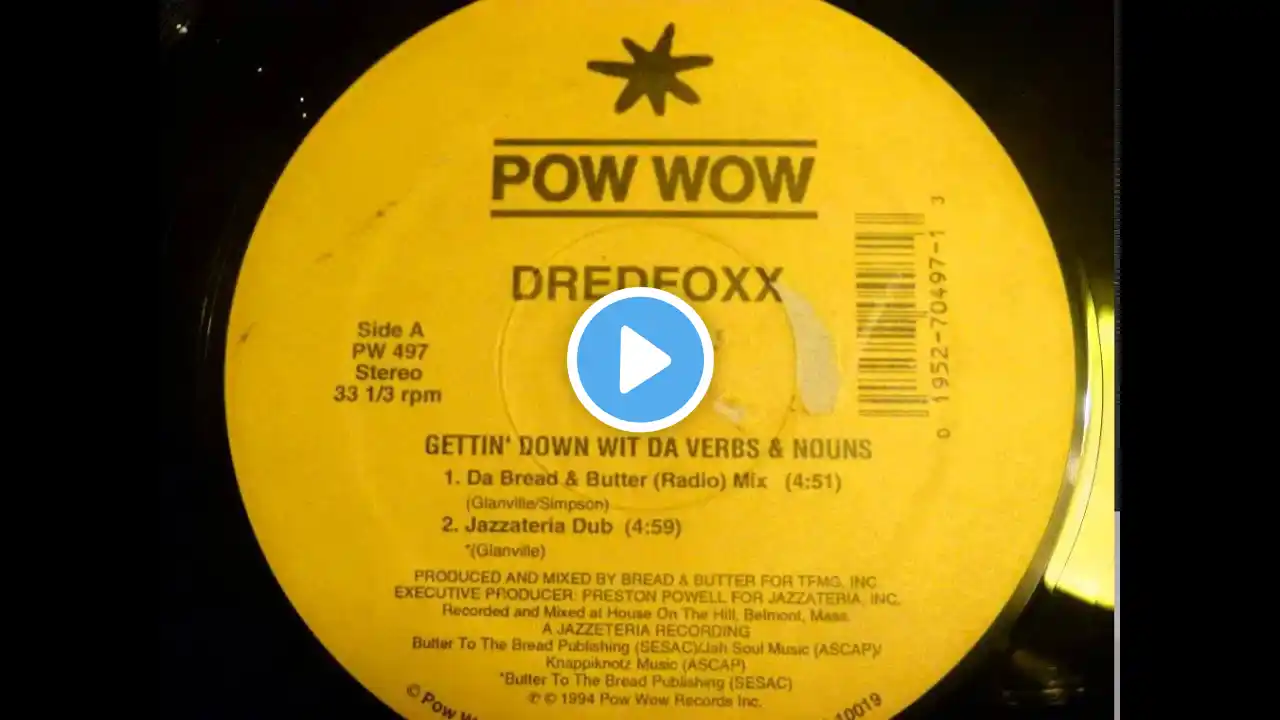 POW WOW
DREDFOXX
Side A
PW 497
Stereo
33 1/3 rpm
0 1952-70497-1 3
GETTIN' DOWN WIT DA VERBS & NOUNS
1. Da Bread & Butter (Radio) Mix (4:51)
(Glanville/Simpson)
2. Jazzateria Dub (4:59)
*(Glanville)
PRODUCED AND MIXED BY BREAD & BUTTER FOR TFMG, INC
EXECUTIVE PRODUCER: PRESTON POWELL FOR JAZZATERIA, INC.
Recorded and Mixed at House On The Hill, Belmont, Mass.
A JAZZETERIA RECORDING
Butter To The Bread Publishing (SESAC)/Jah Soul Music (ASCAP)/
Knappiknotz Music (ASCAP)
*Butter To The Bread Publishing (SESAC)
℗ © 1994 Pow Wow Records Inc.
© Pow
10019